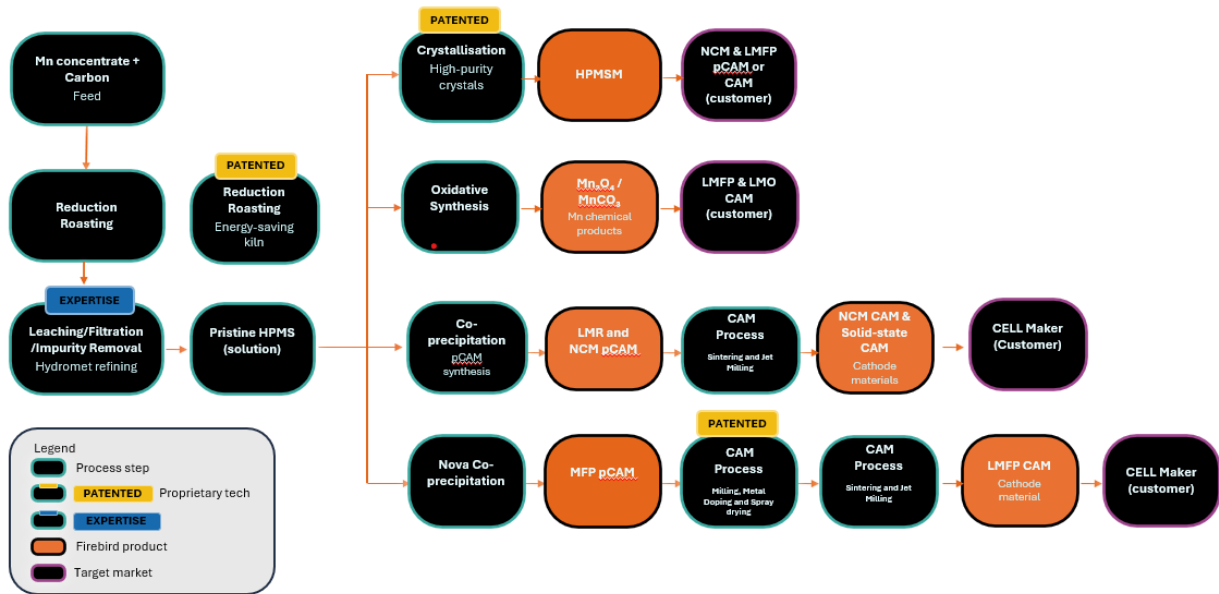 Mn concentrate +
Carbon
Feed
Reduction
Roasting
PATENTED
Reduction
Roasting
Energy-saving
kiln
EXPERTISE
Leaching/Filtration
/Impurity Removal
Hydromet refining
Pristine HPMS
(solution)
PATENTED
Crystallisation
High-purity
crystals
HPMSM
NCM & LMFP
pCAM or
CAM
(customer)
Oxidative
Synthesis
Mn₃O₄ /
MnCO₃
Mn chemical
products
LMFP & LMO
CAM
(customer)
Co-
precipitation
pCAM
synthesis
LMR and
NCM pCAM
CAM
Process
Sintering and Jet
Milling
NCM CAM &
Solid-state
CAM
Cathode
materials
CELL Maker
(Customer)
Nova Co-
precipitation
MFP pCAM
PATENTED
CAM
Process
Milling, Metal
Doping and Spray
drying
CAM
Process
Sintering and Jet
Milling
LMFP CAM
Cathode
material
CELL Maker
(customer)
Legend
Process step
PATENTED Proprietary tech
EXPERTISE
Firebird product
Target market